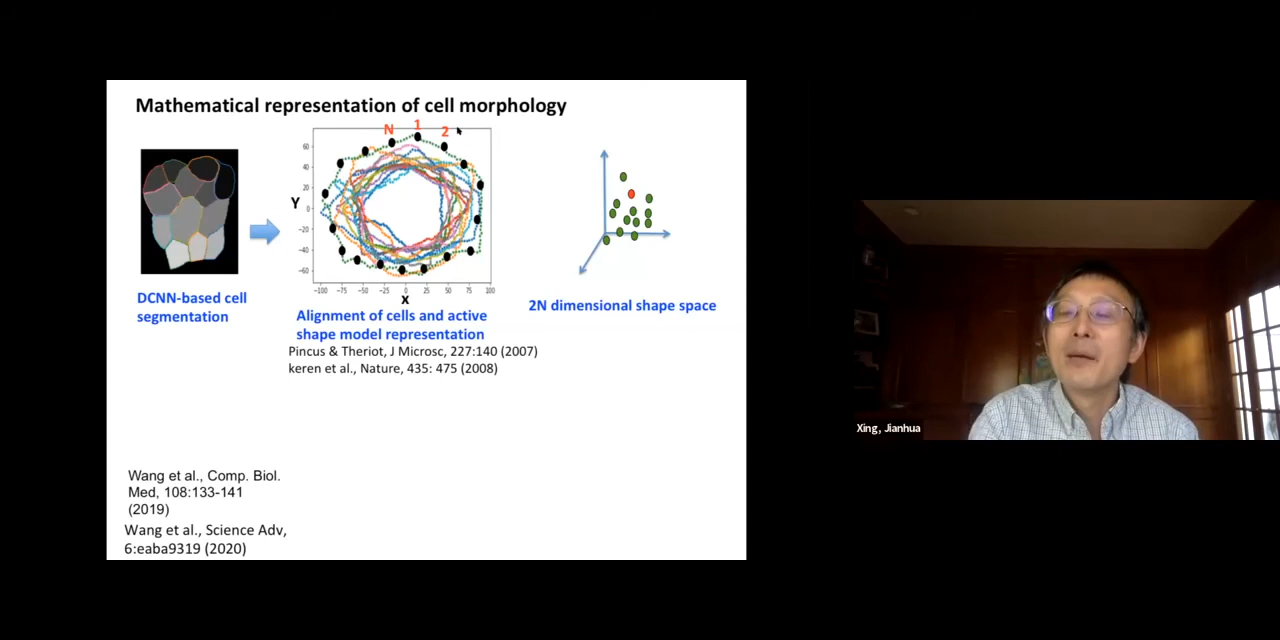 Mathematical representation of cell morphology
N 1 2
60
40
20
0
−20
−40
−60
Y
−100 −75 −50 −25 0 25 50 75 100
X
DCNN-based cell
segmentation
Alignment of cells and active
shape model representation
Pincus & Theriot, J Microsc, 227:140 (2007)
keren et al., Nature, 435: 475 (2008)
2N dimensional shape space
Wang et al., Comp. Biol.
Med, 108:133-141
(2019)
Wang et al., Science Adv,
6:eaba9319 (2020)
Xing, Jianhua